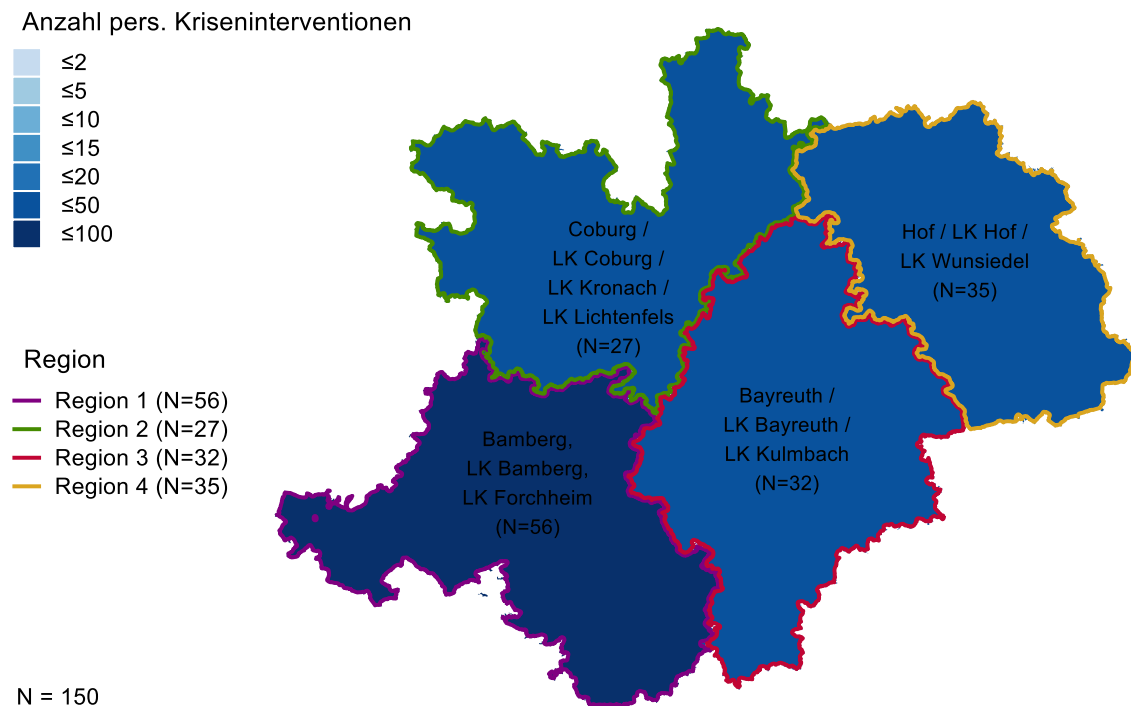 Anzahl pers. Kriseninterventionen
≤2
≤5
≤10
≤15
≤20
≤50
≤100
Coburg /
LK Coburg /
LK Kronach /
LK Lichtenfels
(N=27)
Hof / LK Hof /
LK Wunsiedel
(N=35)
Region
Region 1 (N=56)
Region 2 (N=27)
Region 3 (N=32)
Region 4 (N=35)
Bayreuth /
LK Bayreuth /
LK Kulmbach
(N=32)
Bamberg,
LK Bamberg,
LK Forchheim
(N=56)
N = 150